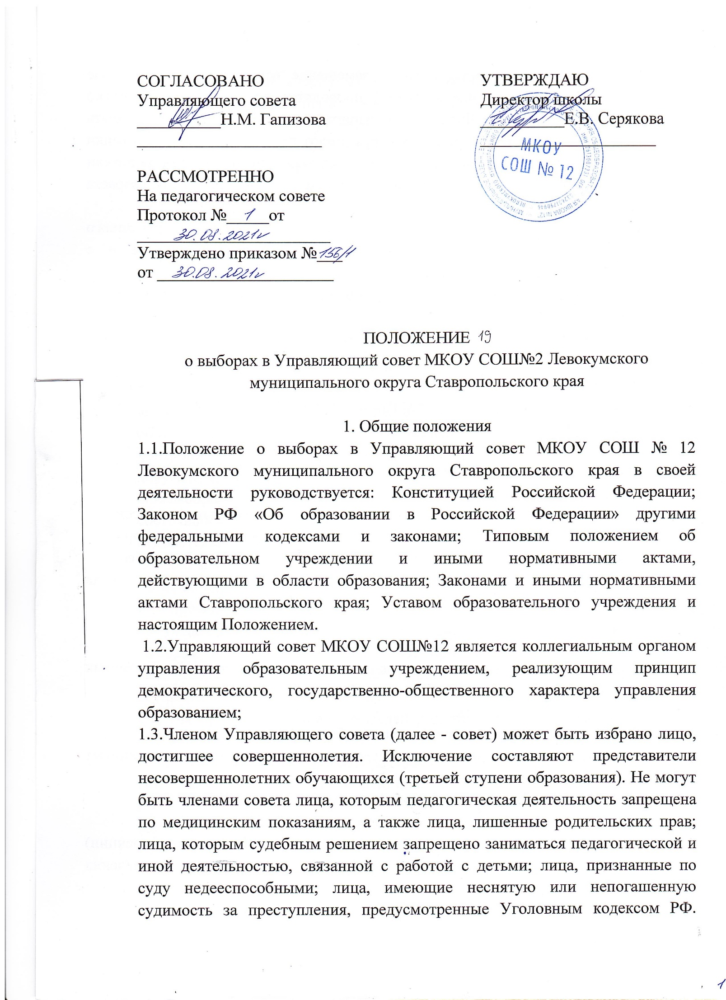 СОГЛАСОВАНО
Управляющего совета
____________Н.М. Гапизова
РАССМОТРЕННО
На педагогическом совете
Протокол № 1 от
30.08.2021г
Утверждено приказом №156/1
от 30.08.2021г
УТВЕРЖДАЮ
Директор школы
____________Е.В. Серякова
МКОУ
СОШ № 12
ПОЛОЖЕНИЕ 19
о выборах в Управляющий совет МКОУ СОШ№2 Левокумского
муниципального округа Ставропольского края
1. Общие положения
1.1.Положение о выборах в Управляющий совет МКОУ СОШ № 12
Левокумского муниципального округа Ставропольского края в своей
деятельности руководствуется: Конституцией Российской Федерации;
Законом РФ «Об образовании в Российской Федерации» другими
федеральными кодексами и законами; Типовым положением об
образовательном учреждении и иными нормативными актами,
действующими в области образования; Законами и иными нормативными
актами Ставропольского края; Уставом образовательного учреждения и
настоящим Положением.
1.2.Управляющий совет МКОУ СОШ№12 является коллегиальным органом
управления образовательным учреждением, реализующим принцип
демократического, государственно-общественного характера управления
образованием;
1.3.Членом Управляющего совета (далее - совет) может быть избрано лицо,
достигшее совершеннолетия. Исключение составляют представители
несовершеннолетних обучающихся (третьей ступени образования). Не могут
быть членами совета лица, которым педагогическая деятельность запрещена
по медицинским показаниям, а также лица, лишенные родительских прав;
лица, которым судебным решением запрещено заниматься педагогической и
иной деятельностью, связанной с работой с детьми; лица, признанные по
суду недееспособными; лица, имеющие неснятую или непогашенную
судимость за преступления, предусмотренные Уголовным кодексом РФ.
1